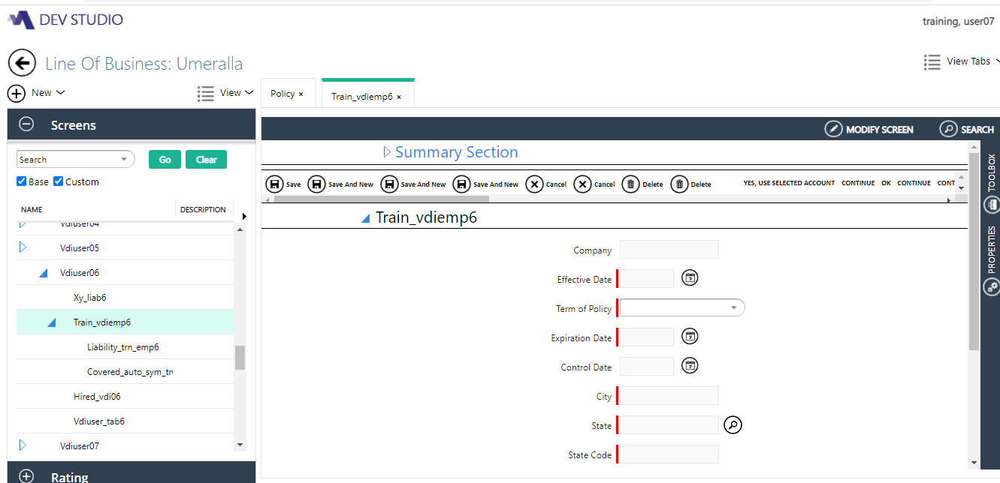 DEV STUDIO
training, user07
Line Of Business: Umeralla
View Tabs
New
View
Policy ×
Train_vdiemp6 ×
Screens
MODIFY SCREEN
SEARCH
Search
Go
Clear
Summary Section
TOOLBOX
Base
Custom
Save
Save And New
Save And New
Save And New
Cancel
Cancel
Delete
Delete
YES, USE SELECTED ACCOUNT
CONTINUE
OK
CONTINUE
CONT
NAME
DESCRIPTION
Train_vdiemp6
Vdiuser04
Vdiuser05
Vdiuser06
Xy_liab6
Train_vdiemp6
Liability_trn_emp6
Covered_auto_sym_tr
Hired_vdi06
Vdiuser_tab6
Vdiuser07
Rating
PROPERTIES
Company
Effective Date
7
Term of Policy
Expiration Date
7
Control Date
7
City
State
State Code